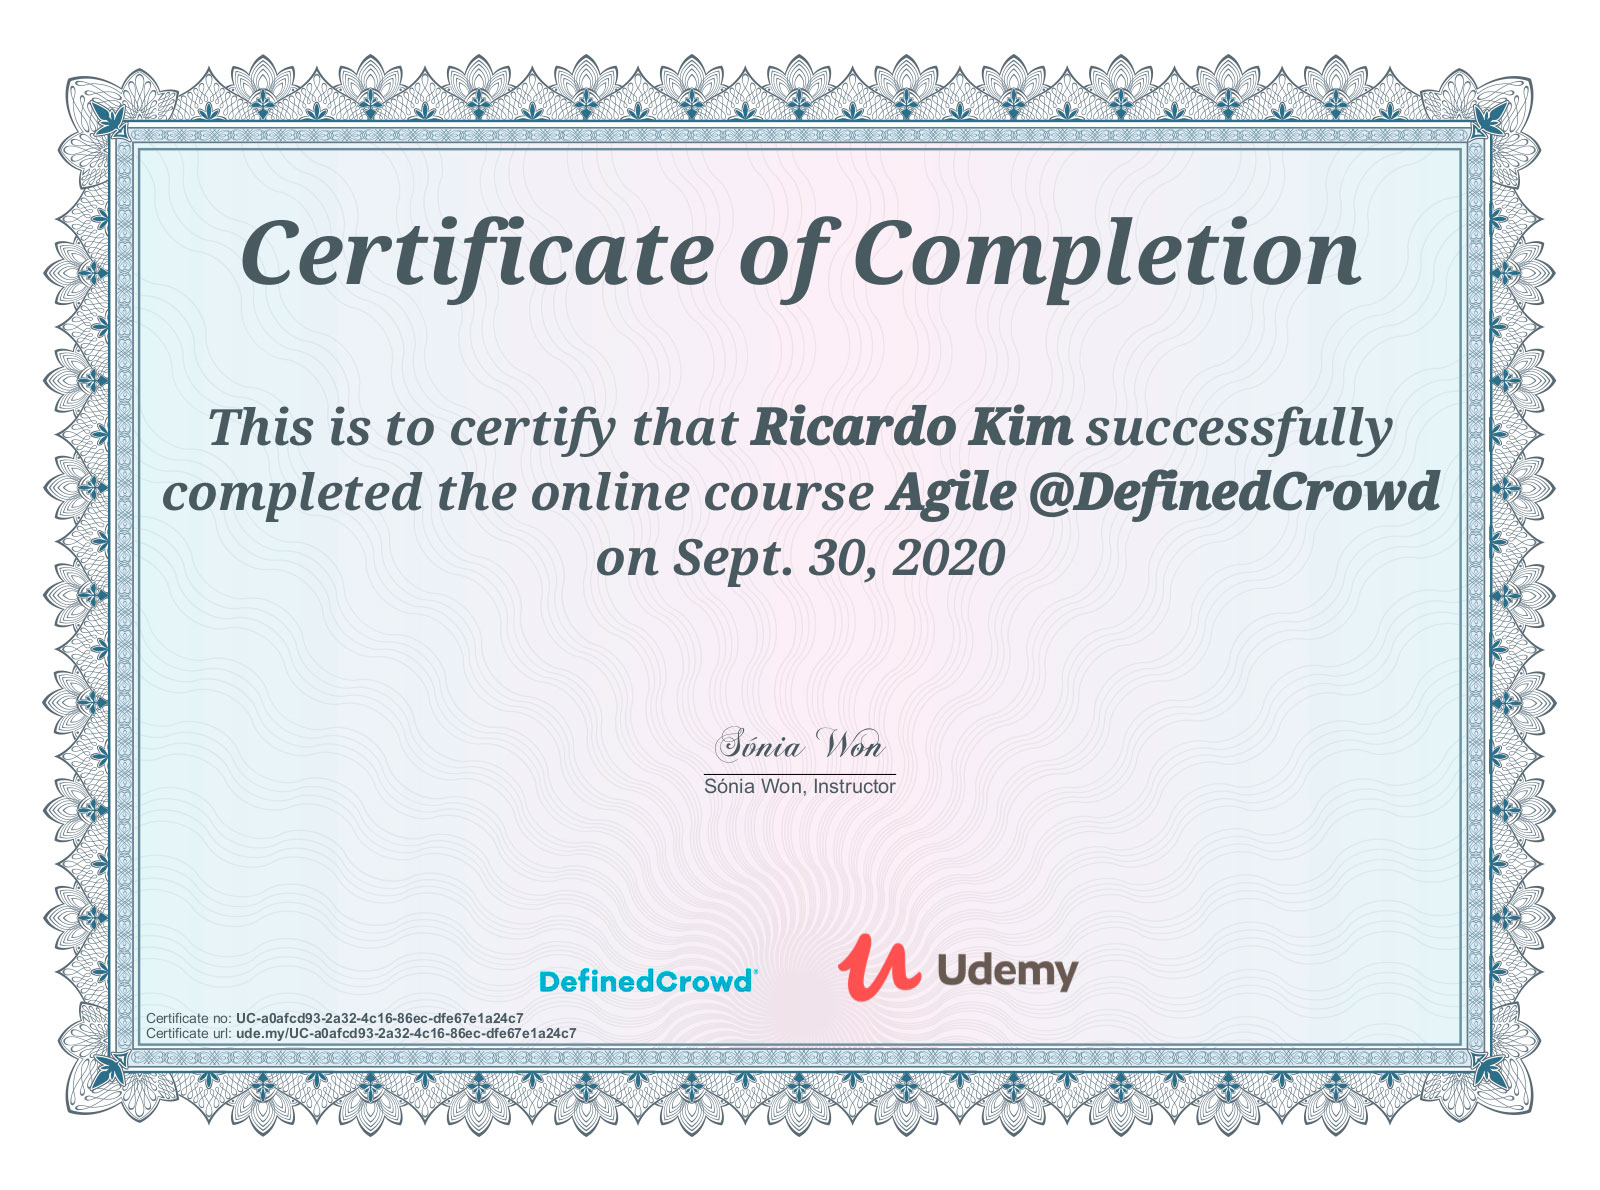 Certificate of Completion
This is to certify that Ricardo Kim successfully
completed the online course Agile @DefinedCrowd
on Sept. 30, 2020
Sónia Won
Sónia Won, Instructor
DefinedCrowd®
Udemy
Certificate no: UC-a0afcd93-2a32-4c16-86ec-dfe67e1a24c7
Certificate url: ude.my/UC-a0afcd93-2a32-4c16-86ec-dfe67e1a24c7